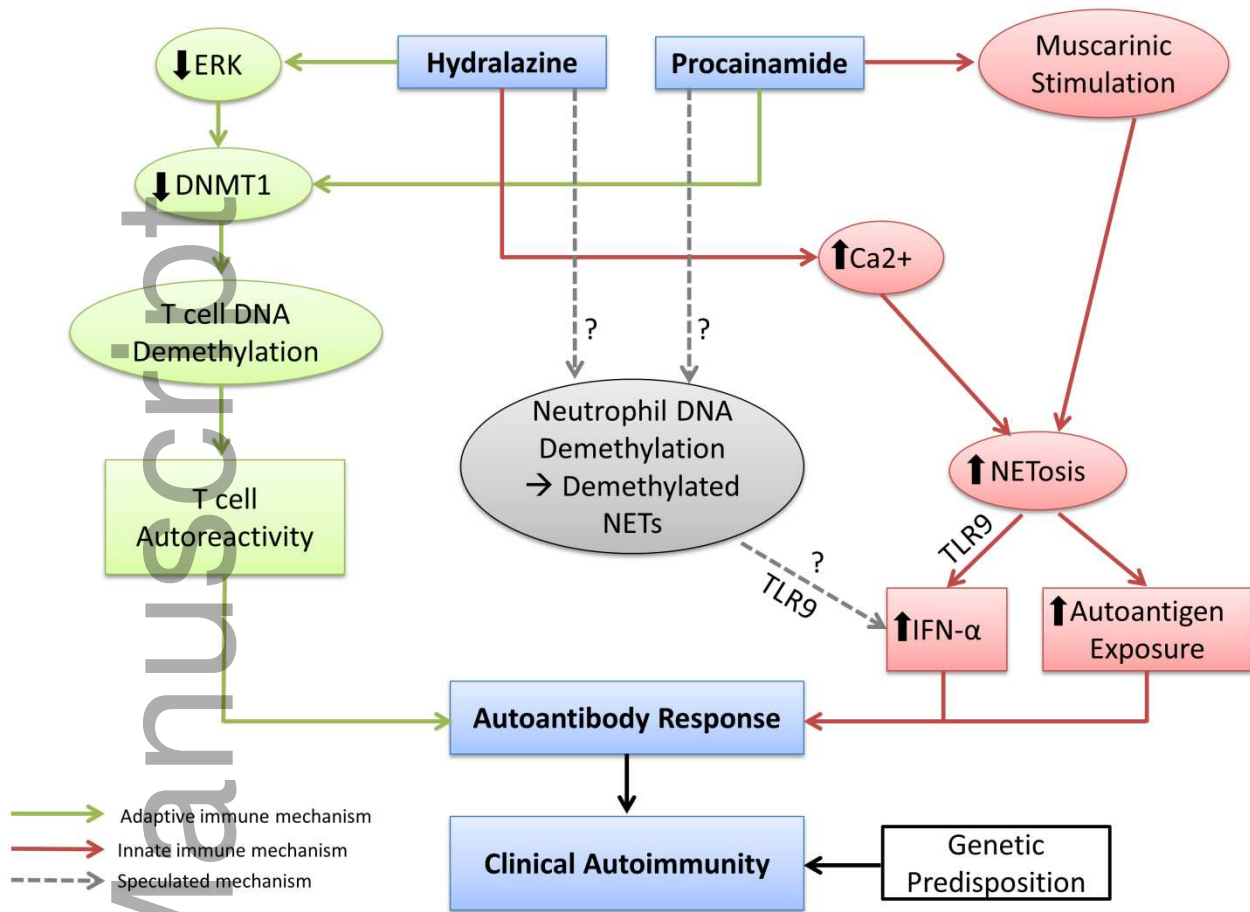 ⬇ERK
Hydralazine
Procainamide
Muscarinic
Stimulation
⬇DNMT1
⬆Ca2+
T cell DNA
Demethylation
?
?
Neutrophil DNA
Demethylation
→ Demethylated
NETs
⬆NETosis
T cell
Autoreactivity
TLR9
?
TLR9
⬆IFN-α
⬆Autoantigen
Exposure
Autoantibody Response
Adaptive immune mechanism
Innate immune mechanism
Speculated mechanism
Clinical Autoimmunity
Genetic
Predisposition
Manuscript